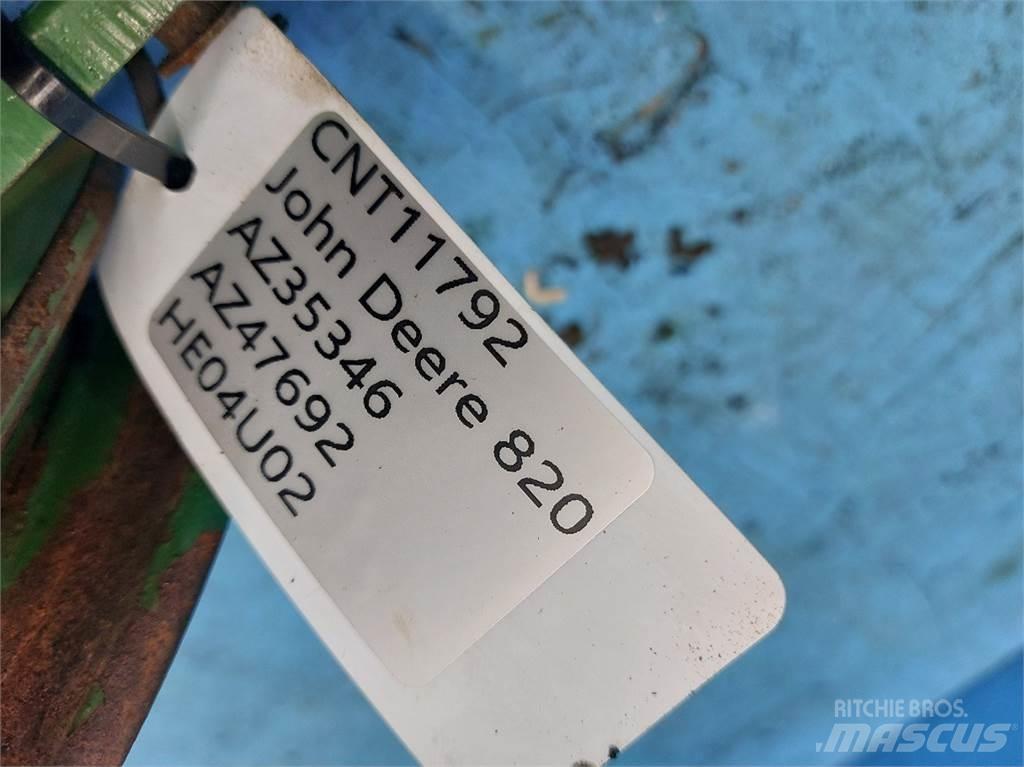 CNT11792
John Deere 820
AZ35346
AZ47692
HE04U02
RITCHIE BROS.
MASCUS